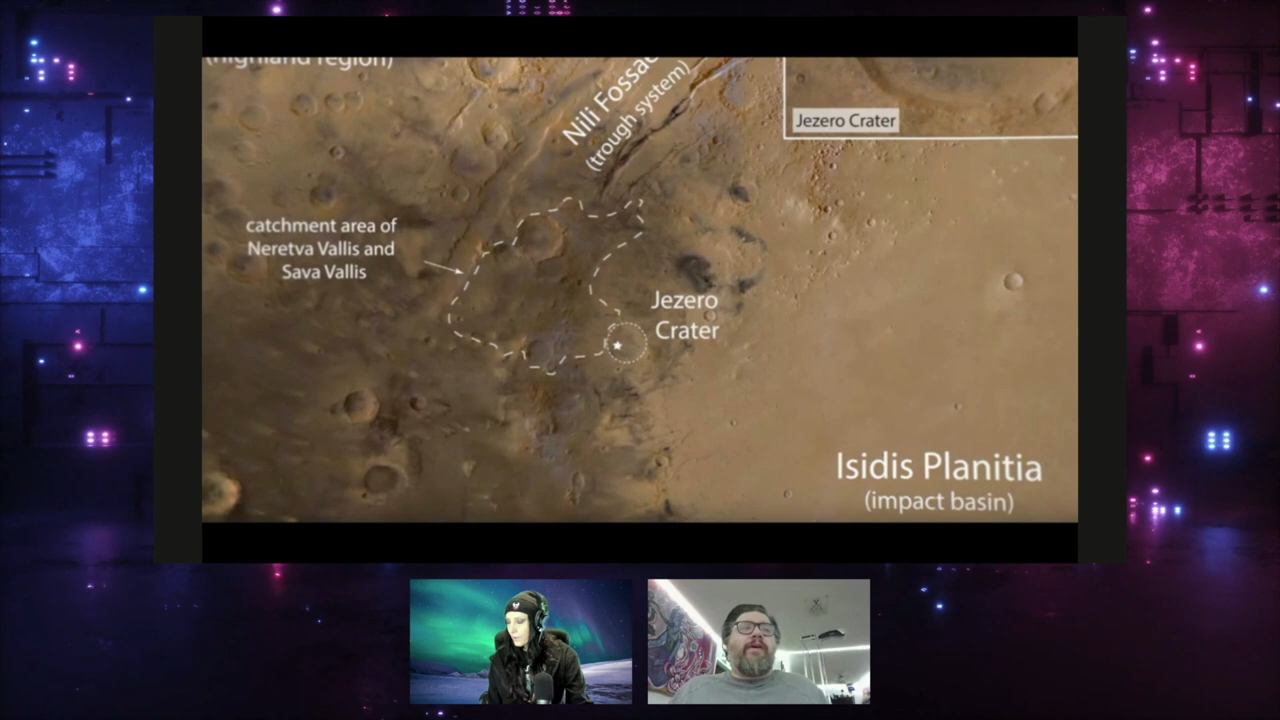 (highland region)
Nili Fossae
(trough system)
Jezero Crater
catchment area of
Neretva Vallis and
Sava Vallis
Jezero
Crater
Isidis Planitia
(impact basin)